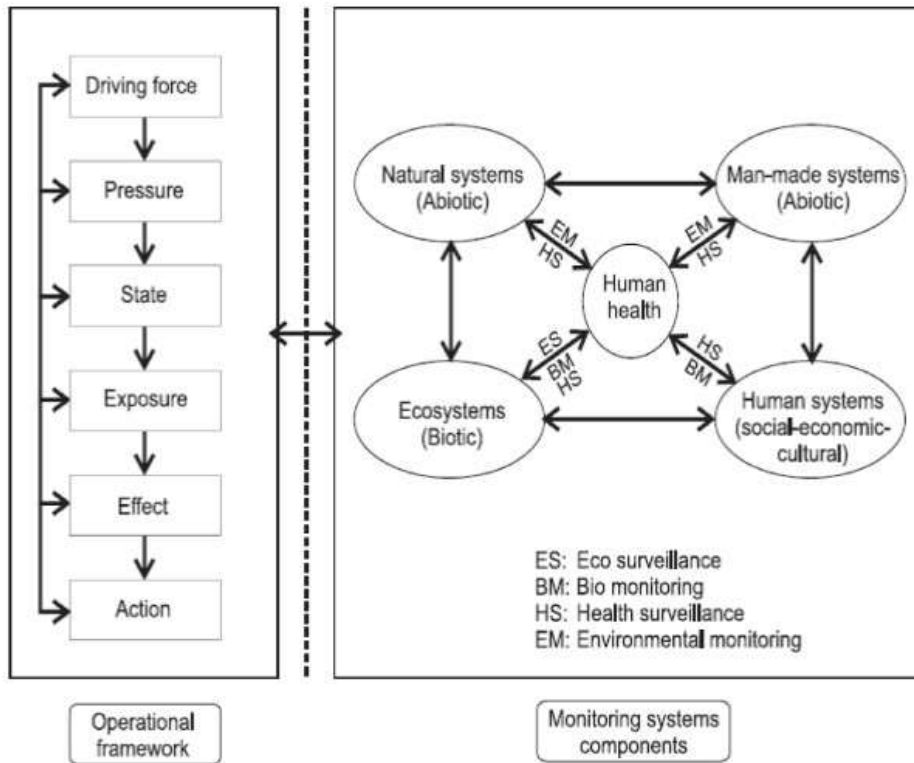 Driving force
Pressure
State
Exposure
Effect
Action
Operational
framework
Natural systems
(Abiotic)
Man-made systems
(Abiotic)
EM
HS
EM
HS
Human
health
ES
BM
HS
HS
BM
Ecosystems
(Biotic)
Human systems
(social-economic-
cultural)
ES: Eco surveillance
BM: Bio monitoring
HS: Health surveillance
EM: Environmental monitoring
Monitoring systems
components